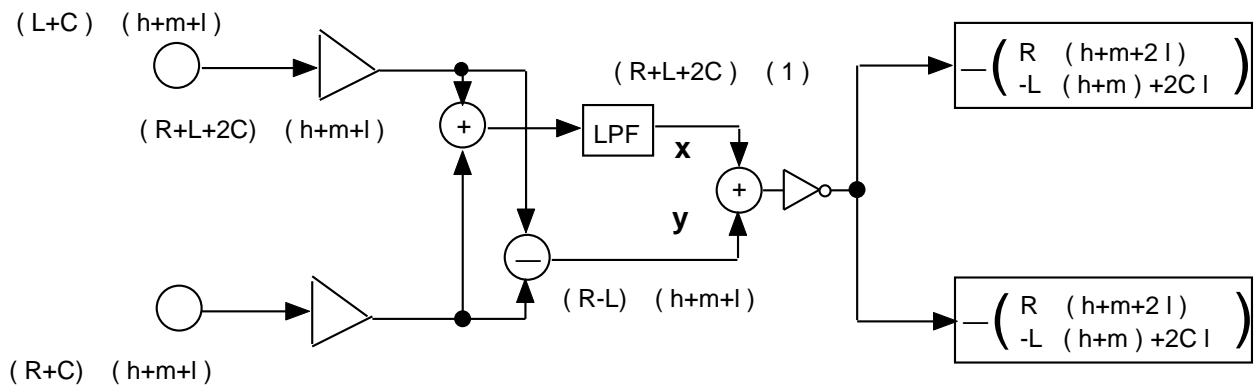 ( L+C ) ( h+m+l )
( R+L+2C ) ( 1 )
— ( R ( h+m+2 l )
-L ( h+m ) +2C l )
( R+L+2C) ( h+m+l )
+
LPF
x
+
y
—
( R-L) ( h+m+l )
— ( R ( h+m+2 l )
-L ( h+m ) +2C l )
( R+C) ( h+m+l )